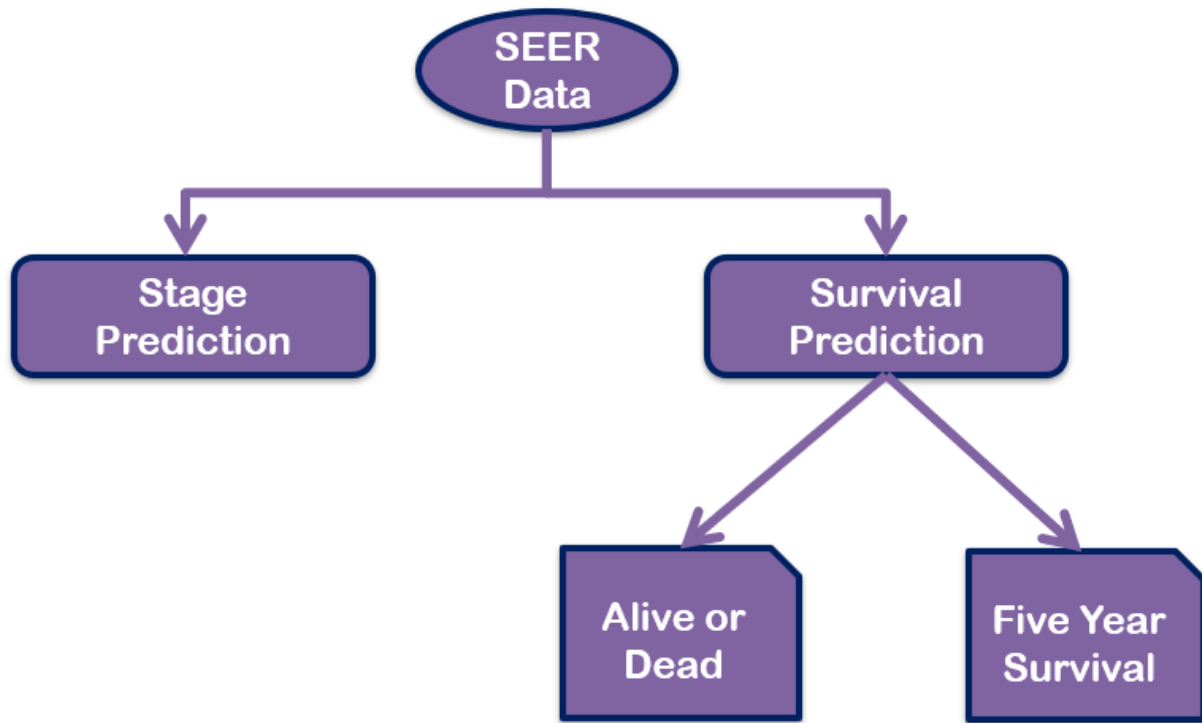 SEER
Data
Stage
Prediction
Survival
Prediction
Alive or
Dead
Five Year
Survival